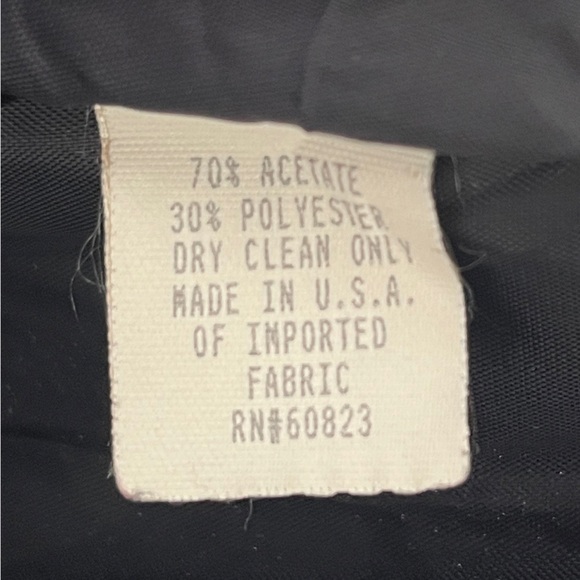 70% ACETATE
30% POLYESTER
DRY CLEAN ONLY
MADE IN U.S.A.
OF IMPORTED
FABRIC
RN#60823